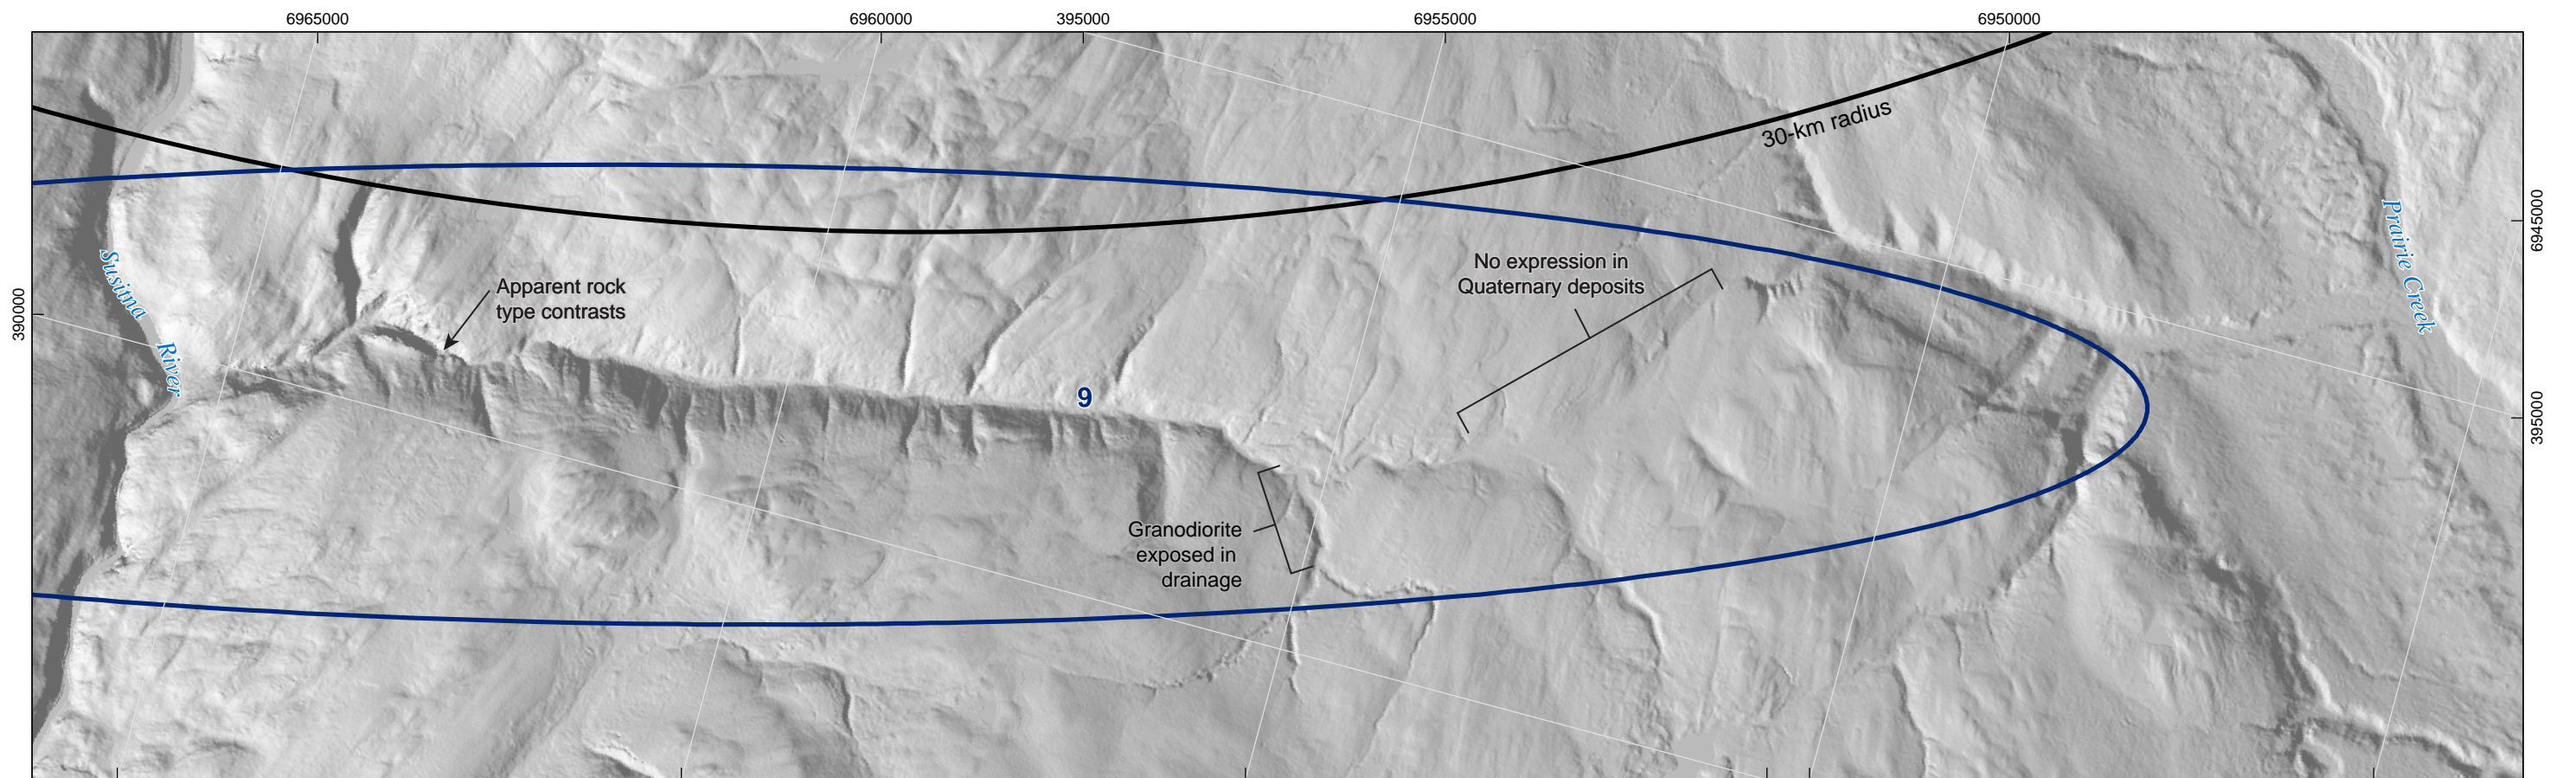 6965000
6960000
395000
6955000
6950000
30-km radius
Prairie Creek
6945000
Susitna
River
No expression in
Quaternary deposits
Apparent rock
type contrasts
390000
9
395000
Granodiorite
exposed in
drainage